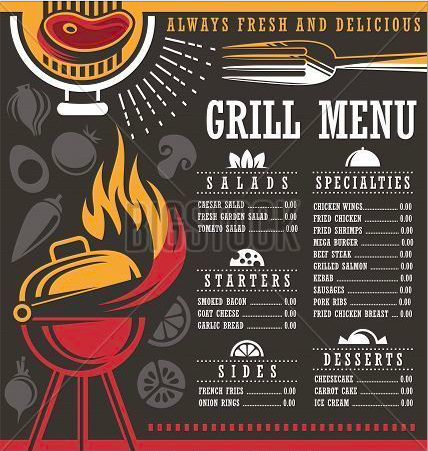 ALWAYS FRESH AND DELICIOUS
GRILL MENU
SALADS
CAESAR SALAD ........ 0.00
FRESH GARDEN SALAD .... 0.00
TOMATO SALAD ........ 0.00
STARTERS
SMOKED BACON ........ 0.00
GOAT CHEESE ........ 0.00
GARLIC BREAD ........ 0.00
SIDES
FRENCH FRIES ........ 0.00
ONION RINGS ........ 0.00
SPECIALTIES
CHICKEN WINGS ........ 0.00
FRIED CHICKEN ........ 0.00
FRIED SHRIMPS ........ 0.00
MEGA BURGER ........ 0.00
BEEF STEAK ........ 0.00
GRILLED SALMON ........ 0.00
KEBAB ........ 0.00
SAUSAGES ........ 0.00
PORK RIBS ........ 0.00
FRIED CHICKEN BREAST .... 0.00
DESSERTS
CHEESECAKE ........ 0.00
CARROT CAKE ........ 0.00
ICE CREAM ........ 0.00
BIGSTOCK